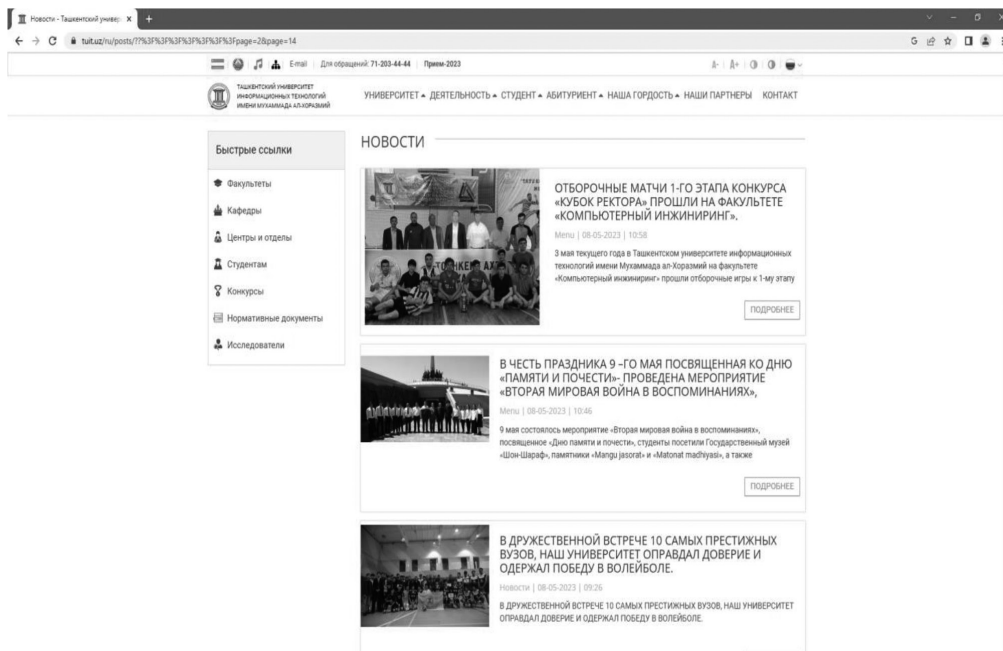 Новости - Ташкентский универ
tuit.uz/ru/posts/??%3F%3F%3F%3F%3F%3F%3Fpage=2&page=14
E-mail
Для обращений: 71-203-44-44
Прием-2023
A-
A+
ТАШКЕНТСКИЙ УНИВЕРСИТЕТ
ИНФОРМАЦИОННЫХ ТЕХНОЛОГИЙ
ИМЕНИ МУХАММАДА АЛ-ХОРАЗМИЙ
УНИВЕРСИТЕТ ДЕЯТЕЛЬНОСТЬ СТУДЕНТ АБИТУРИЕНТ НАША ГОРДОСТЬ НАШИ ПАРТНЕРЫ КОНТАКТ
Быстрые ссылки
Факультеты
Кафедры
Центры и отделы
Студентам
Конкурсы
Нормативные документы
Исследователи
НОВОСТИ
ОТБОРОЧНЫЕ МАТЧИ 1-ГО ЭТАПА КОНКУРСА
«КУБОК РЕКТОРА» ПРОШЛИ НА ФАКУЛЬТЕТЕ
«КОМПЬЮТЕРНЫЙ ИНЖИНИРИНГ».
Menu | 08-05-2023 | 10:58
3 мая текущего года в Ташкентском университете информационных
технологий имени Мухаммада ал-Хоразмий на факультете
«Компьютерный инжиниринг» прошли отборочные игры к 1-му этапу
ПОДРОБНЕЕ
В ЧЕСТЬ ПРАЗДНИКА 9 –ГО МАЯ ПОСВЯЩЕННАЯ КО ДНЮ
«ПАМЯТИ И ПОЧЕСТИ»- ПРОВЕДЕНА МЕРОПРИЯТИЕ
«ВТОРАЯ МИРОВАЯ ВОЙНА В ВОСПОМИНАНИЯХ»,
Menu | 08-05-2023 | 10:46
9 мая состоялось мероприятие «Вторая мировая война в воспоминаниях»,
посвященное «Дню памяти и почести», студенты посетили Государственный музей
«Шон-Шараф», памятники «Mangu jasorat» и «Matonat madhiyasi», а также
ПОДРОБНЕЕ
В ДРУЖЕСТВЕННОЙ ВСТРЕЧЕ 10 САМЫХ ПРЕСТИЖНЫХ
ВУЗОВ, НАШ УНИВЕРСИТЕТ ОПРАВДАЛ ДОВЕРИЕ И
ОДЕРЖАЛ ПОБЕДУ В ВОЛЕЙБОЛЕ.
Новости | 08-05-2023 | 09:26
В ДРУЖЕСТВЕННОЙ ВСТРЕЧЕ 10 САМЫХ ПРЕСТИЖНЫХ ВУЗОВ, НАШ УНИВЕРСИТЕТ
ОПРАВДАЛ ДОВЕРИЕ И ОДЕРЖАЛ ПОБЕДУ В ВОЛЕЙБОЛЕ.